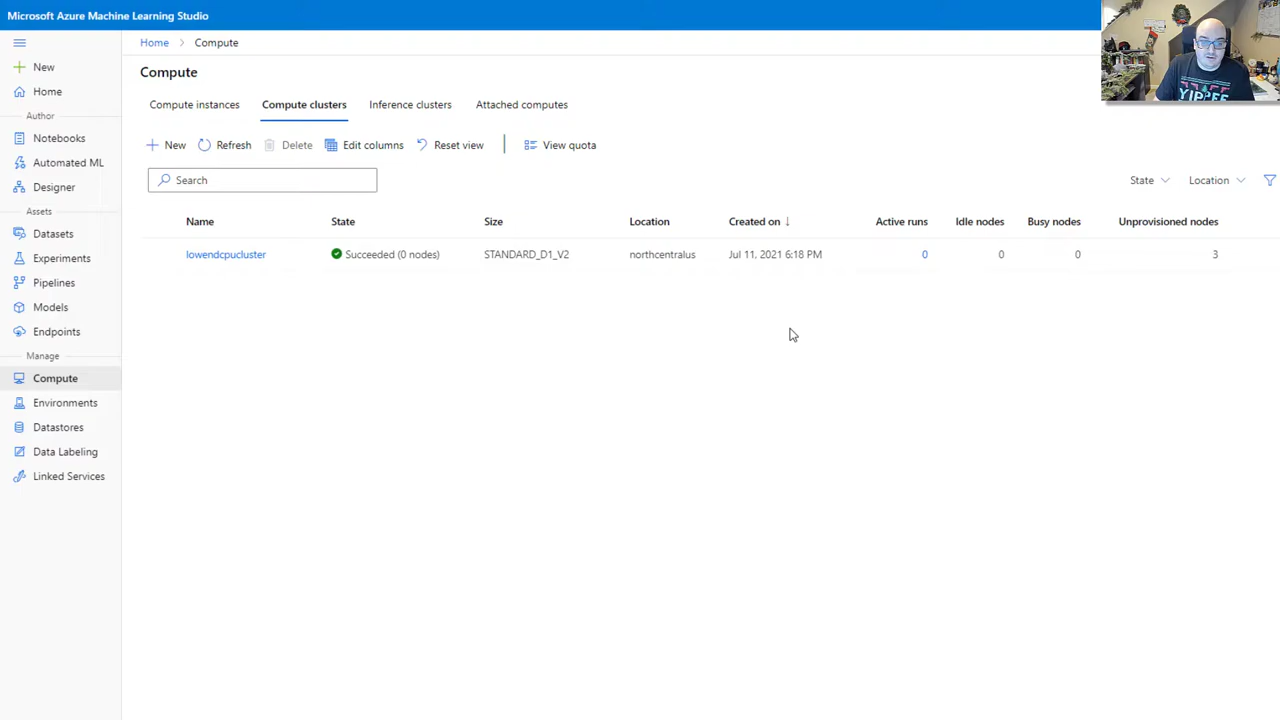 Microsoft Azure Machine Learning Studio
Home > Compute
New
Home
Author
Notebooks
Automated ML
Designer
Assets
Datasets
Experiments
Pipelines
Models
Endpoints
Manage
Compute
Environments
Datastores
Data Labeling
Linked Services
Compute
Compute instances Compute clusters Inference clusters Attached computes
New Refresh Delete Edit columns Reset view View quota
Search State Location
Name State Size Location Created on ↓ Active runs Idle nodes Busy nodes Unprovisioned nodes
lowendcpucluster Succeeded (0 nodes) STANDARD_D1_V2 northcentralus Jul 11, 2021 6:18 PM 0 0 0 3
YIPPEE